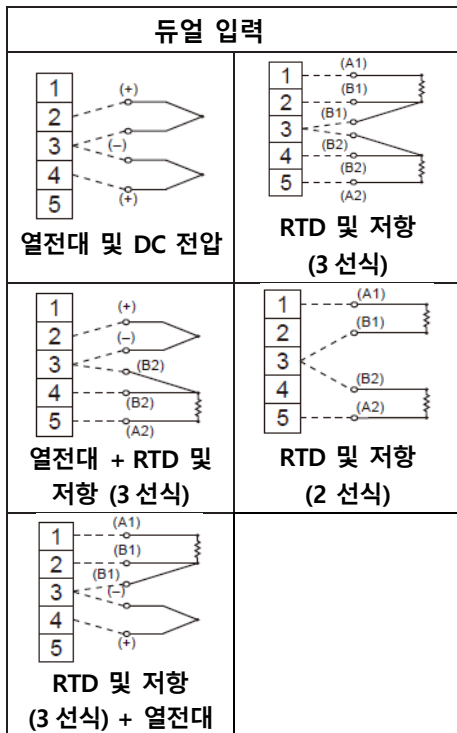 듀얼 입력
1
2
3
4
5
(+)
(–)
(+)
열전대 및 DC 전압
1
2
3
4
5
(A1)
(B1)
(B1)
(B2)
(B2)
(A2)
RTD 및 저항
(3 선식)
1
2
3
4
5
(+)
(–)
(B2)
(B2)
(A2)
열전대 + RTD 및
저항 (3 선식)
1
2
3
4
5
(A1)
(B1)
(B2)
(A2)
RTD 및 저항
(2 선식)
1
2
3
4
5
(A1)
(B1)
(B1)
(–)
(+)
RTD 및 저항
(3 선식) + 열전대